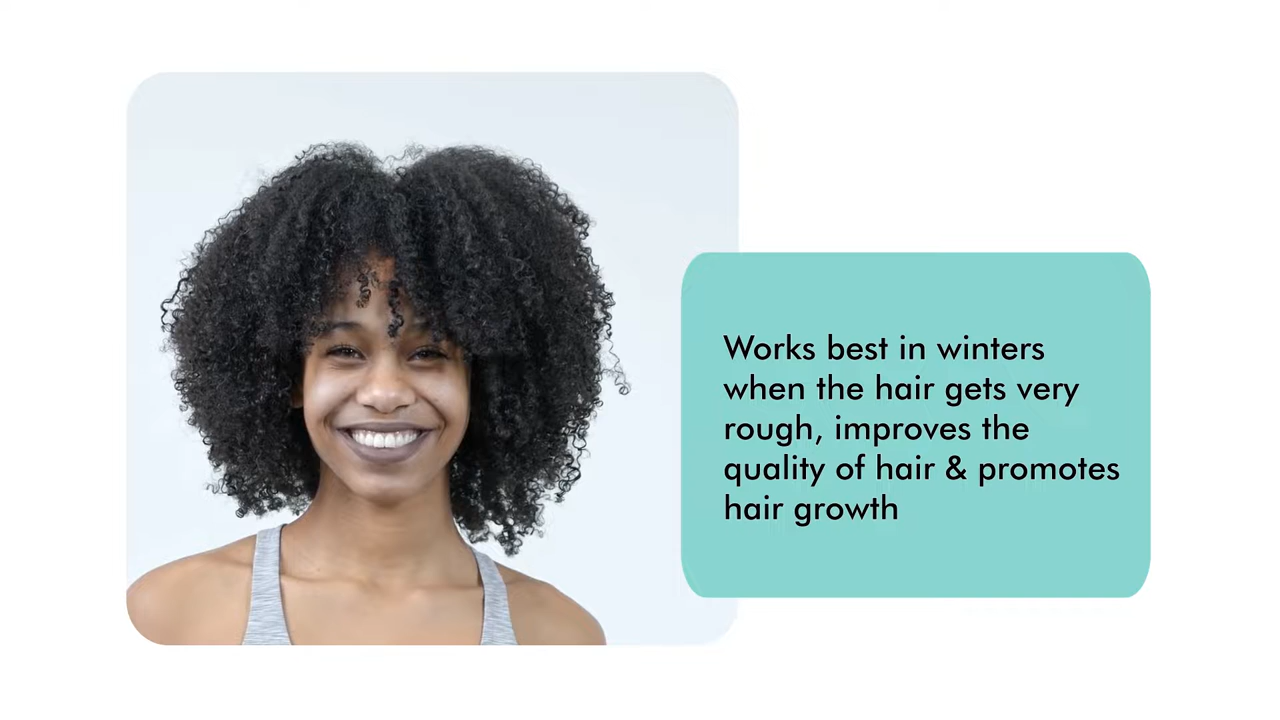 Works best in winters
when the hair gets very
rough, improves the
quality of hair & promotes
hair growth